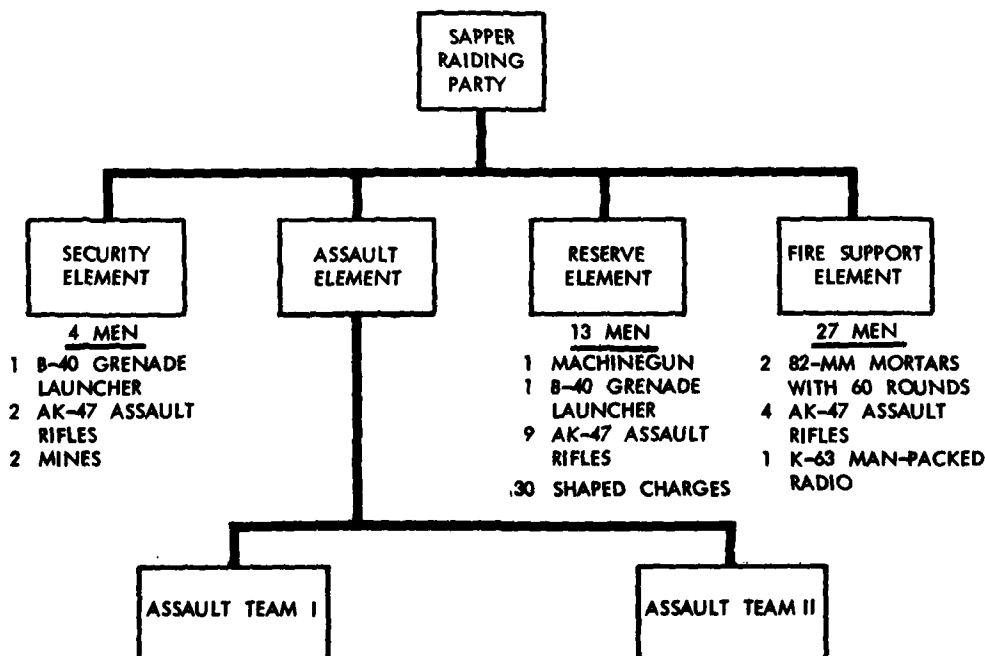 SAPPER
RAIDING
PARTY
SECURITY
ELEMENT
4 MEN
1 B-40 GRENADE
LAUNCHER
2 AK-47 ASSAULT
RIFLES
2 MINES
ASSAULT
ELEMENT
RESERVE
ELEMENT
13 MEN
1 MACHINEGUN
1 B-40 GRENADE
LAUNCHER
9 AK-47 ASSAULT
RIFLES
30 SHAPED CHARGES
FIRE SUPPORT
ELEMENT
27 MEN
2 82-MM MORTARS
WITH 60 ROUNDS
4 AK-47 ASSAULT
RIFLES
1 K-63 MAN-PACKED
RADIO
ASSAULT TEAM I
ASSAULT TEAM II